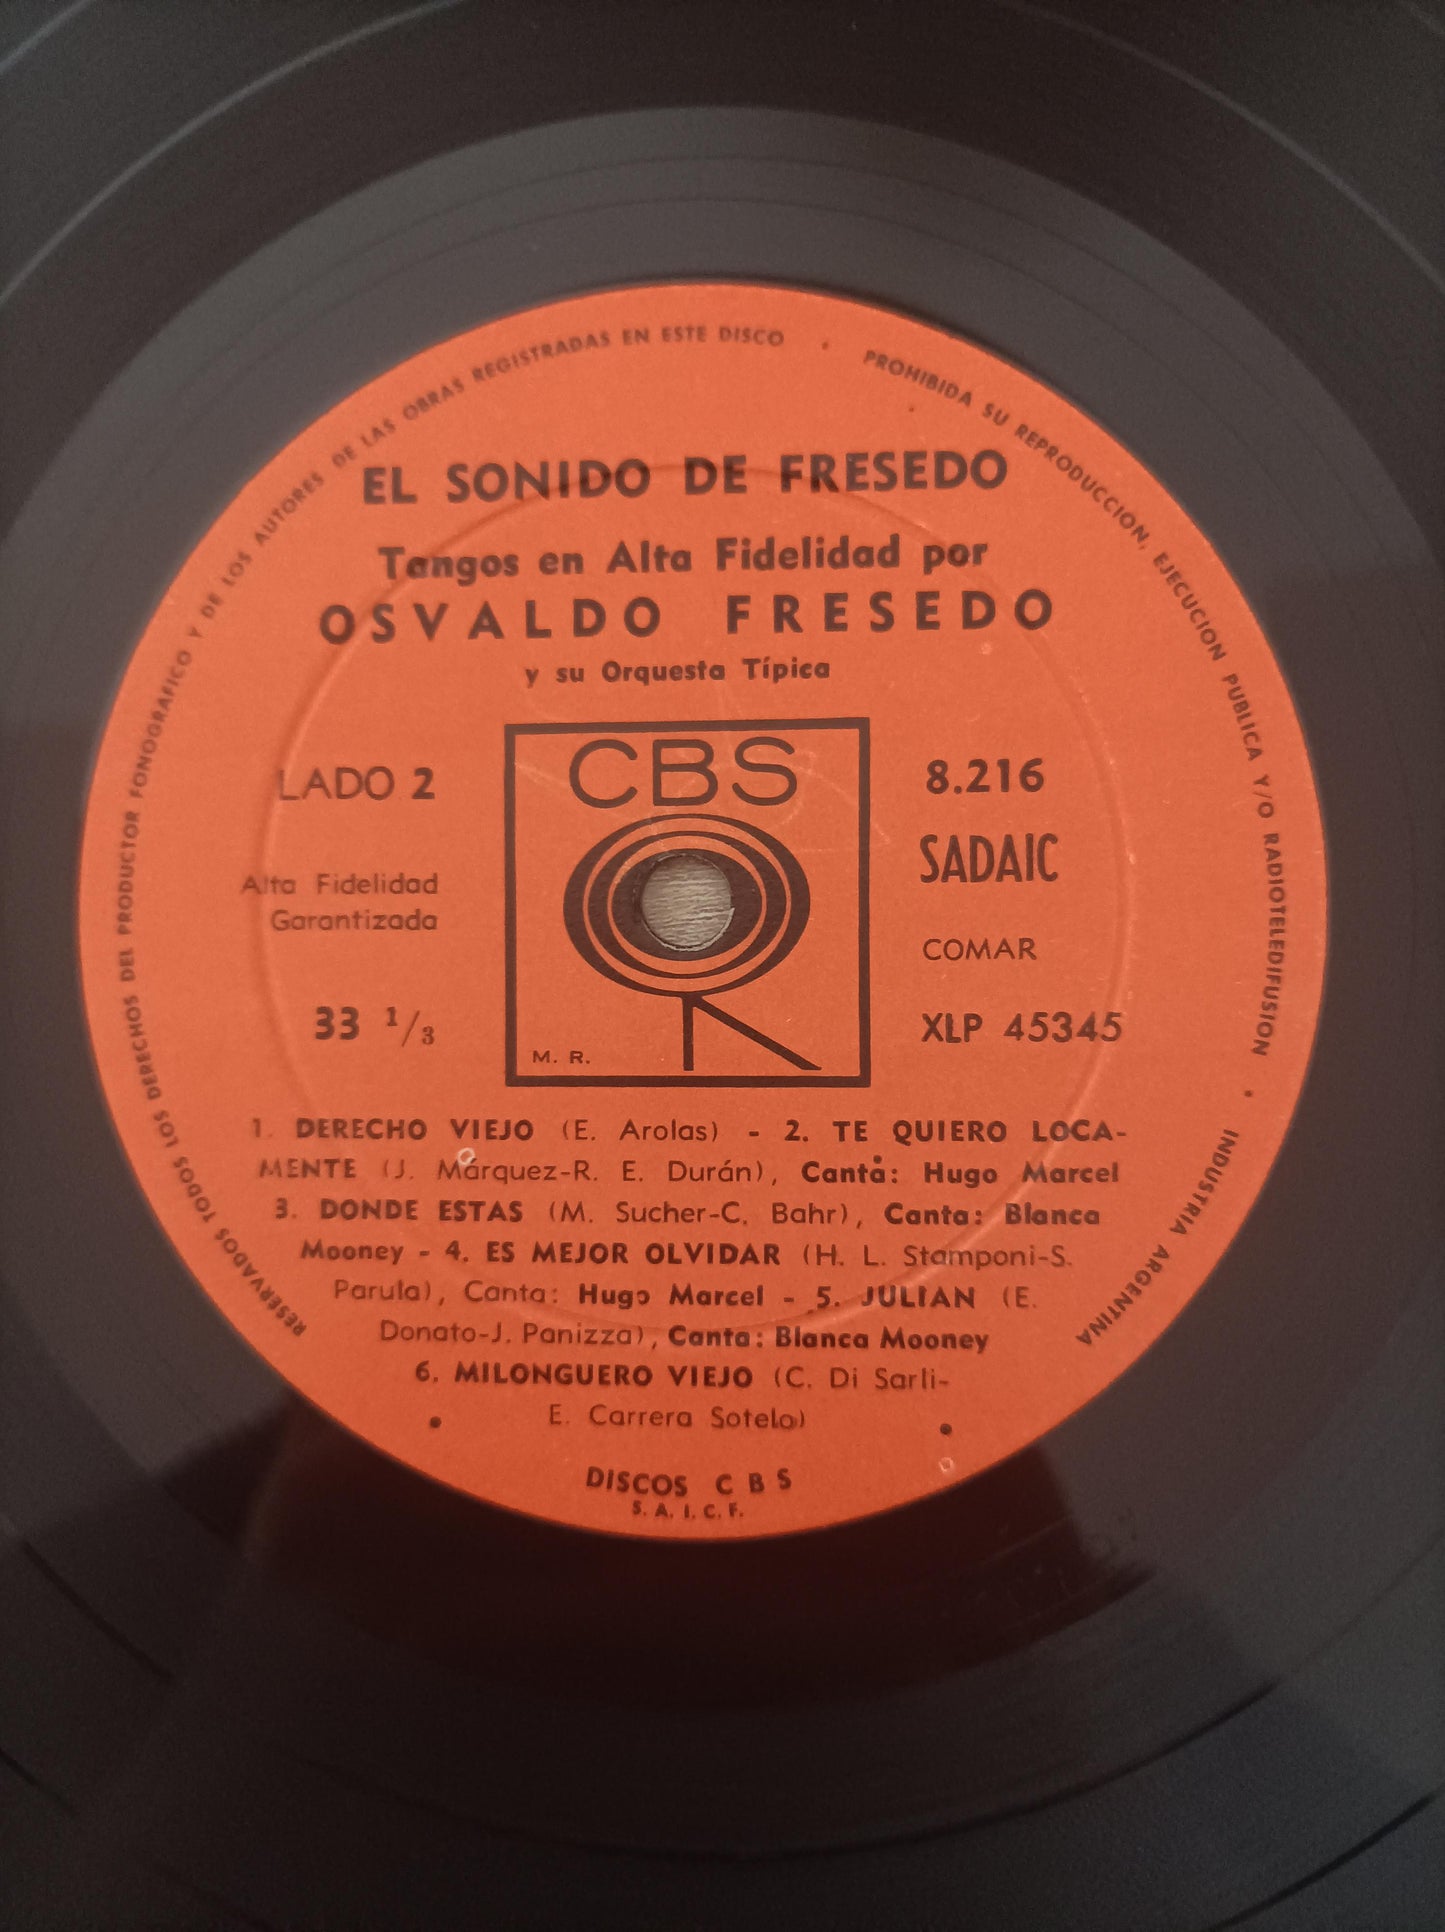 RESERVADOS TODOS LOS DERECHOS DEL PRODUCTOR FONOGRAFICO Y DE LOS AUTORES DE LAS OBRAS REGISTRADAS EN ESTE DISCO · PROHIBIDA SU REPRODUCCION, EJECUCION PUBLICA Y/O RADIOTELEDIFUSION · INDUSTRIA ARGENTINA
EL SONIDO DE FRESEDO
Tangos en Alta Fidelidad por
OSVALDO FRESEDO
y su Orquesta Típica
LADO 2
Alta Fidelidad
Garantizada
33 1/3
CBS
M. R.
8.216
SADAIC
COMAR
XLP 45345
1. DERECHO VIEJO (E. Arolas) - 2. TE QUIERO LOCA-
MENTE (J. Márquez-R. E. Durán), Canta: Hugo Marcel
3. DONDE ESTAS (M. Sucher-C. Bahr), Canta: Blanca
Mooney - 4. ES MEJOR OLVIDAR (H. L. Stamponi-S.
Parula), Canta: Hugo Marcel - 5. JULIAN (E.
Donato-J. Panizza), Canta: Blanca Mooney
6. MILONGUERO VIEJO (C. Di Sarli-
E. Carrera Sotelo)
DISCOS CBS
S. A. I. C. F.